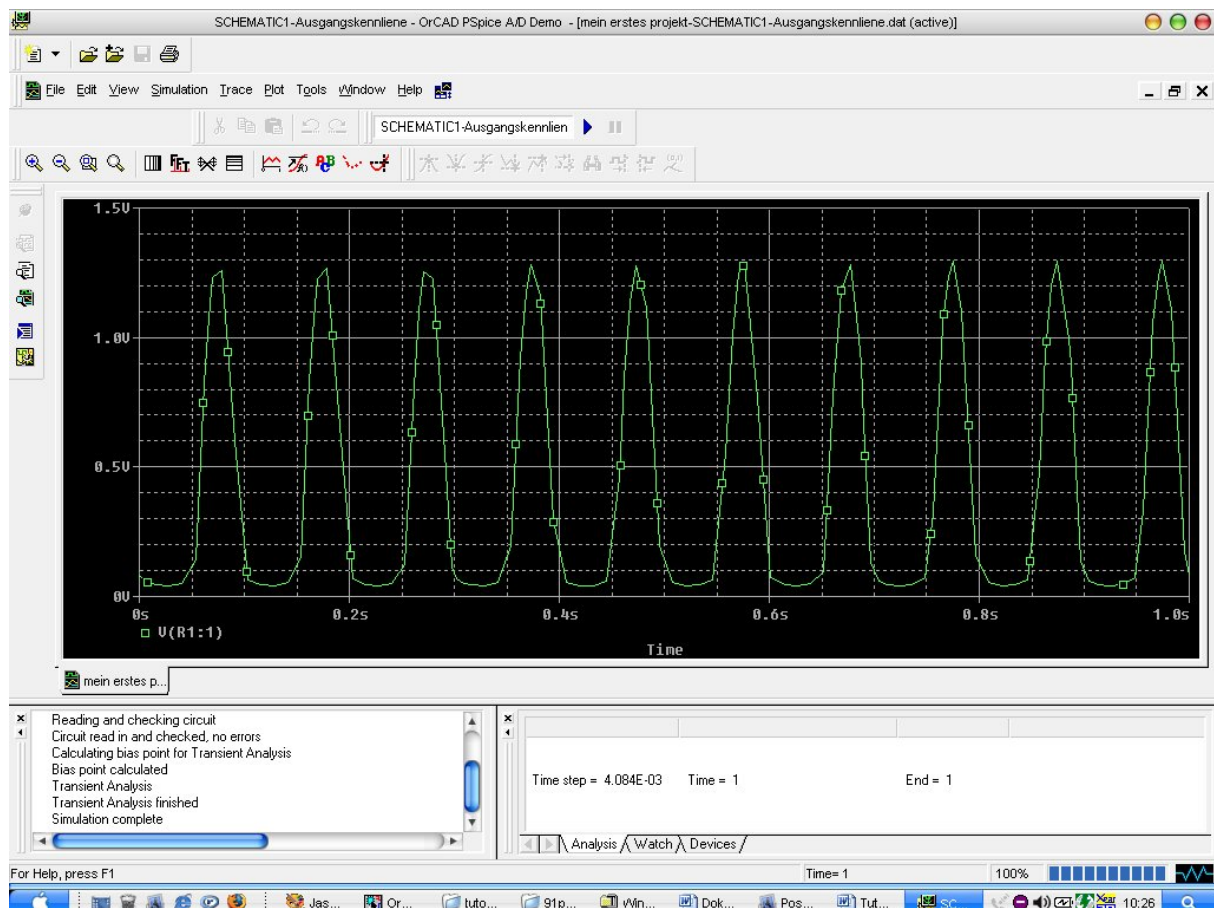 SCHEMATIC1-Ausgangskennliene - OrCAD PSpice A/D Demo - [mein erstes projekt-SCHEMATIC1-Ausgangskennliene.dat (active)]
File Edit View Simulation Trace Plot Tools Window Help
SCHEMATIC1-Ausgangskennlien
1.5V
1.0V
0.5V
0V
0s 0.2s 0.4s 0.6s 0.8s 1.0s
V(R1:1)
Time
mein erstes p...
Reading and checking circuit
Circuit read in and checked, no errors
Calculating bias point for Transient Analysis
Bias point calculated
Transient Analysis
Transient Analysis finished
Simulation complete
Time step = 4.084E-03 Time = 1 End = 1
Analysis Watch Devices
For Help, press F1 Time= 1 100%
Jas... Or... tuto... 91p... Win... Dok... Pos... Tut... SC... 10:26